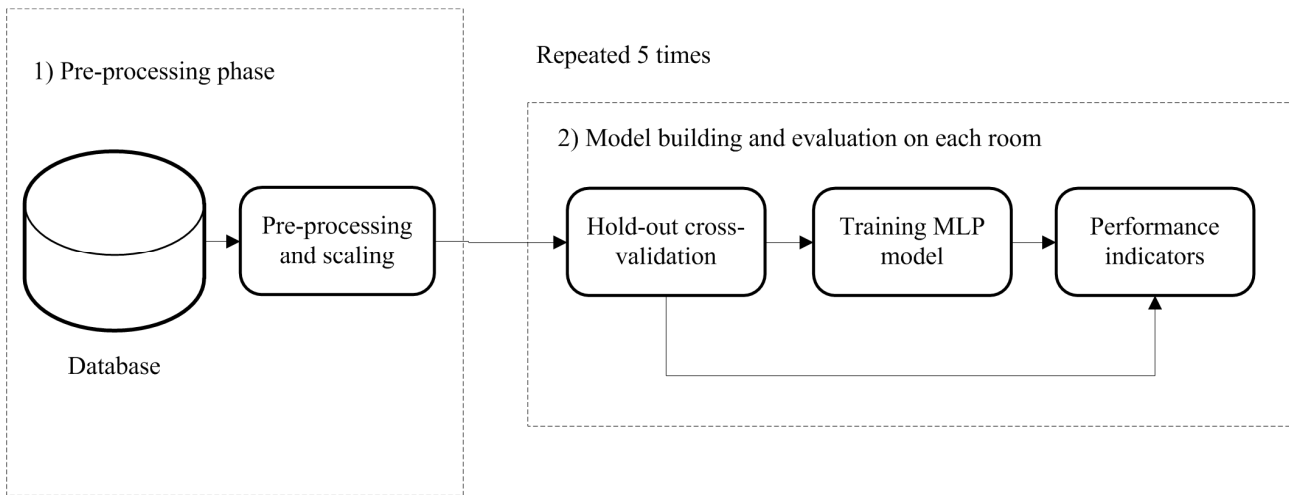 1) Pre-processing phase
Database
Pre-processing
and scaling
Repeated 5 times
2) Model building and evaluation on each room
Hold-out cross-
validation
Training MLP
model
Performance
indicators